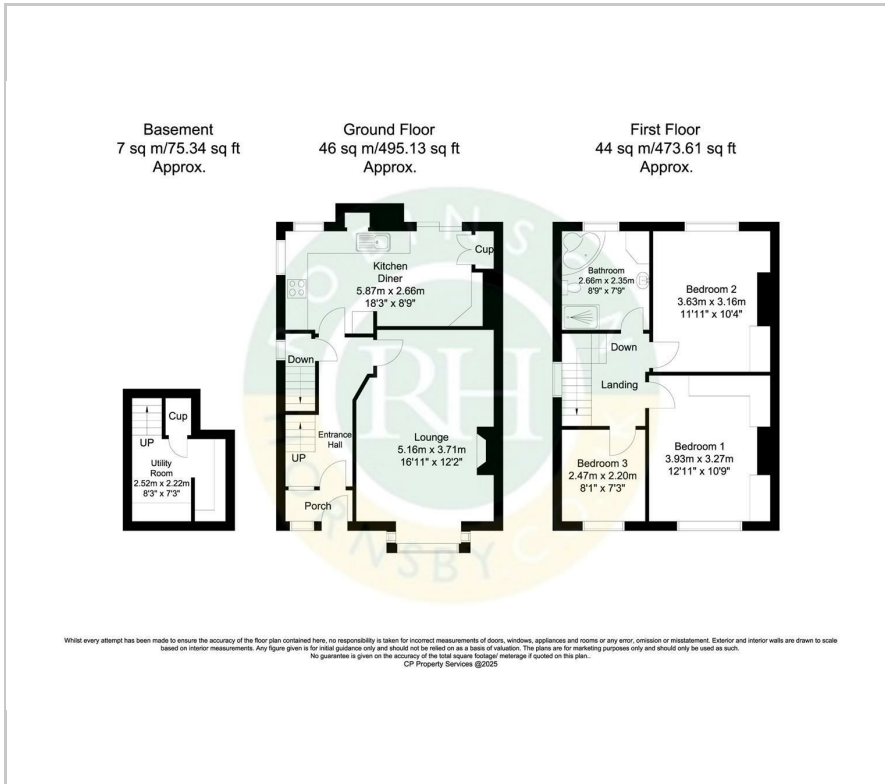 Basement
7 sq m/75.34 sq ft
Approx.
Ground Floor
46 sq m/495.13 sq ft
Approx.
First Floor
44 sq m/473.61 sq ft
Approx.
Cup
UP
Utility
Room
2.52m x 2.22m
8'3" x 7'3"
Kitchen
Diner
5.87m x 2.66m
18'3" x 8'9"
Cup
Down
Entrance
Hall
UP
Lounge
5.16m x 3.71m
16'11" x 12'2"
Porch
Bathroom
2.66m x 2.35m
8'9" x 7'9"
Bedroom 2
3.63m x 3.16m
11'11" x 10'4"
Down
Landing
Bedroom 1
3.93m x 3.27m
12'11" x 10'9"
Bedroom 3
2.47m x 2.20m
8'1" x 7'3"
ROBINSON
RH
HORNSBY CO
Whilst every attempt has been made to ensure the accuracy of the floor plan contained here, no responsibility is taken for incorrect measurements of doors, windows, appliances and rooms or any error, omission or misstatement. Exterior and interior walls are drawn to scale
based on interior measurements. Any figure given is for initial guidance only and should not be relied on as a basis of valuation. The plans are for marketing purposes only and should only be used as such.
No guarantee is given on the accuracy of the total square footage/ meterage if quoted on this plan..
CP Property Services @2025